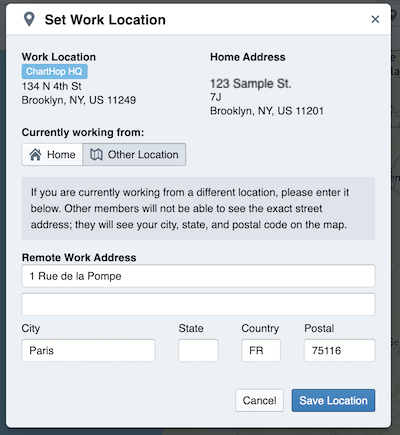 Set Work Location
×
Work Location
ChartHop HQ
134 N 4th St
Brooklyn, NY, US 11249
Home Address
123 Sample St.
7J
Brooklyn, NY, US 11201
Currently working from:
Home
Other Location
If you are currently working from a different location, please enter it
below. Other members will not be able to see the exact street
address; they will see your city, state, and postal code on the map.
Remote Work Address
1 Rue de la Pompe
City State Country Postal
Paris FR 75116
Cancel Save Location